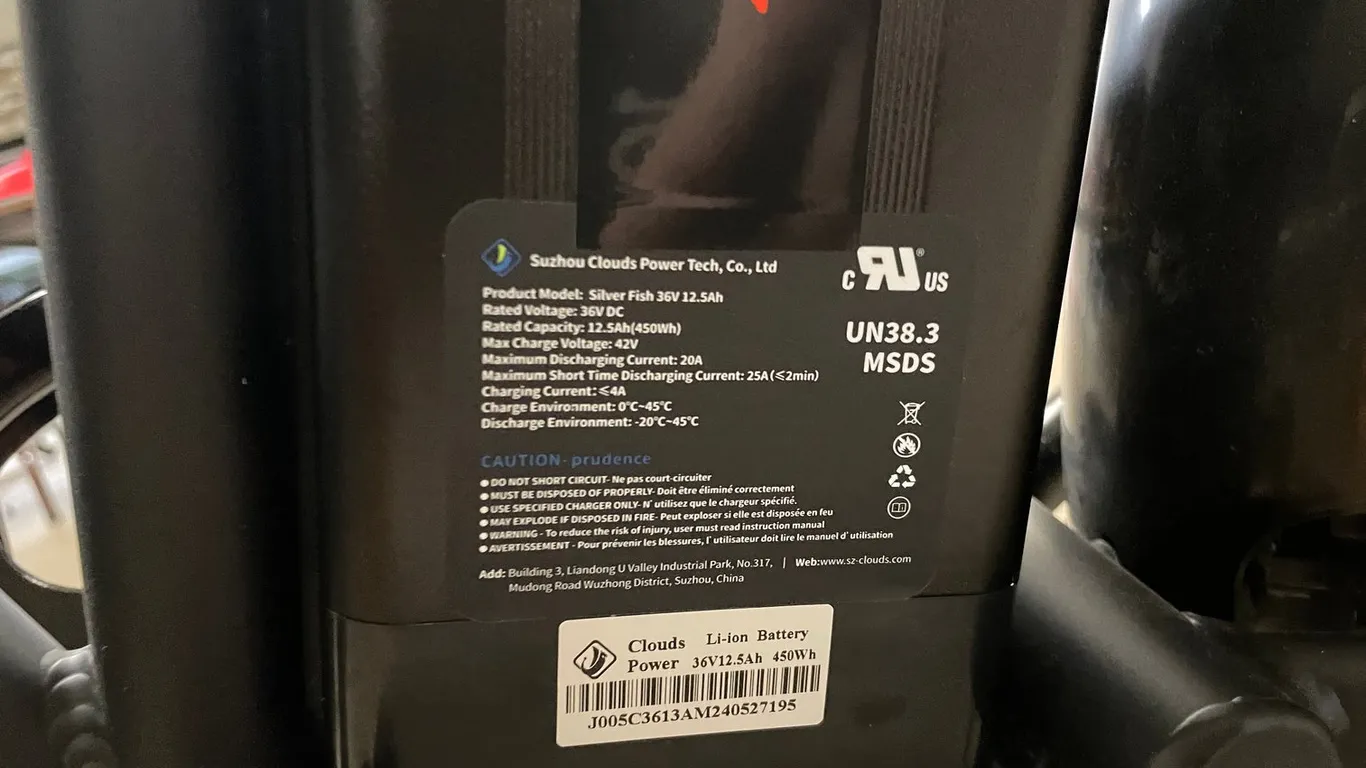 Suzhou Clouds Power Tech, Co., Ltd
Product Model: Silver Fish 36V 12.5Ah
Rated Voltage: 36V DC
Rated Capacity: 12.5Ah(450Wh)
Max Charge Voltage: 42V
Maximum Discharging Current: 20A
Maximum Short Time Discharging Current: 25A(≤2min)
Charging Current:≤4A
Charge Environment: 0°C~45°C
Discharge Environment: -20°C~45°C
C RU® US
UN38.3
MSDS
CAUTION- prudence
● DO NOT SHORT CIRCUIT- Ne pas court-circuiter
● MUST BE DISPOSED OF PROPERLY- Doit être éliminé correctement
● USE SPECIFIED CHARGER ONLY- N' utilisez que le chargeur spécifié.
● MAY EXPLODE IF DISPOSED IN FIRE- Peut exploser si elle est disposée en feu
● WARNING - To reduce the risk of injury, user must read instruction manual
● AVERTISSEMENT - Pour prévenir les blessures, l' utilisateur doit lire le manuel d' utilisation
Add: Building 3, Liandong U Valley Industrial Park, No.317, | Web:www.sz-clouds.com
Mudong Road Wuzhong District, Suzhou, China
Clouds Li-ion Battery
Power 36V12.5Ah 450Wh
J005C3613AM240527195